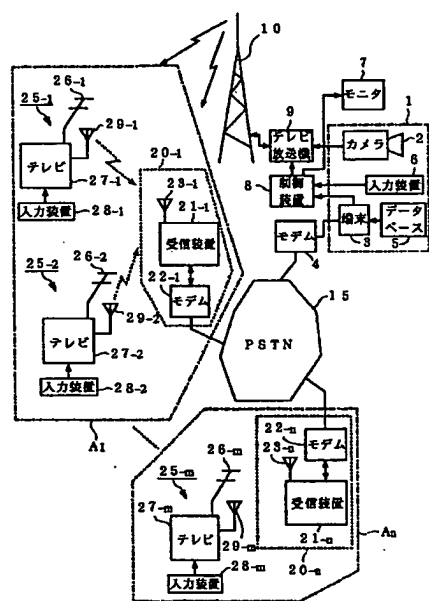 10
7
モニタ
9
テレビ
放送機
1
カメラ
2
6
8
制御
装置
入力装置
端末
データ
ベース
3
5
モデム
4
15
PSTN
26-1
25-1
29-1
テレビ
27-1
入力装置
28-1
20-1
23-1
21-1
受信装置
22-1
モデム
26-2
25-2
29-2
テレビ
27-2
入力装置
28-2
A1
26-m
25-m
27-m
テレビ
29-m
入力装置
28-m
22-n
モデム
23-n
受信装置
21-n
20-n
An